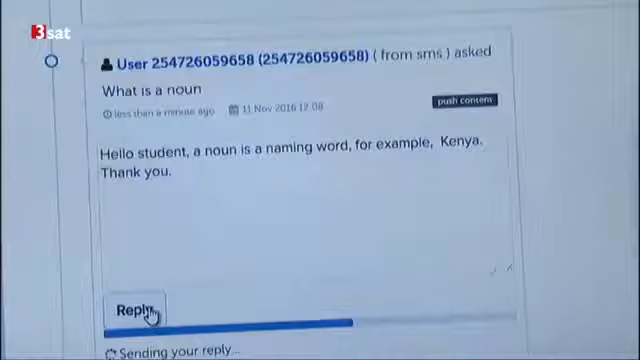 3sat
User 254726059658 (254726059658) ( from sms ) asked
What is a noun
less than a minute ago 11 Nov 2016 12:08
push content
Hello student, a noun is a naming word, for example, Kenya.
Thank you.
Reply
Sending your reply...